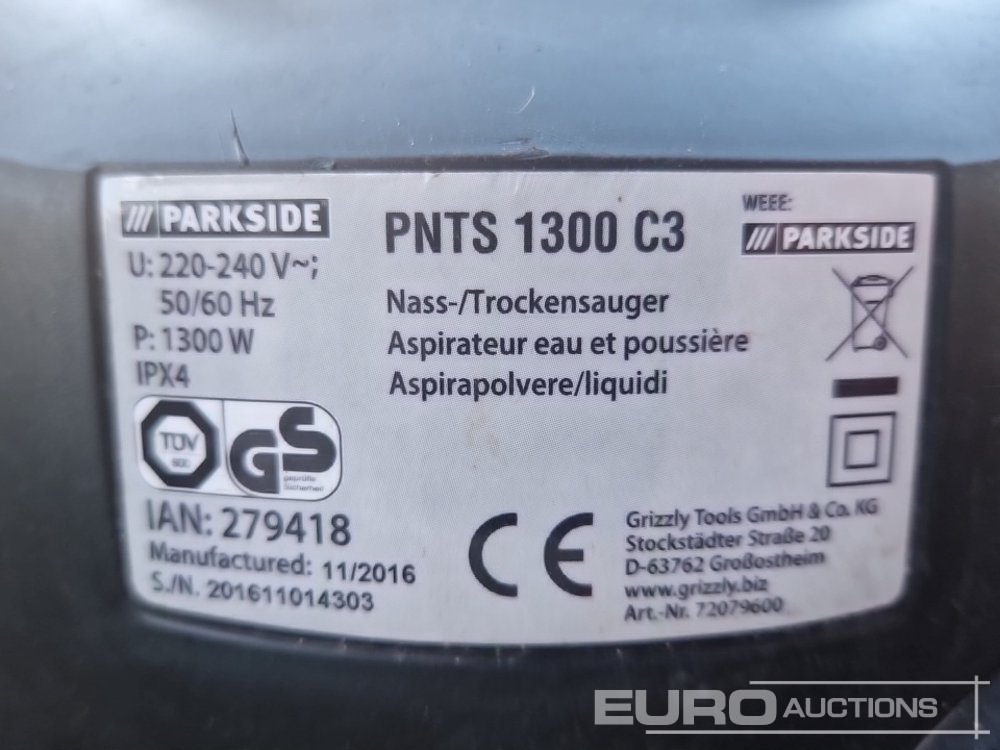 PARKSIDE
U: 220-240 V~;
50/60 Hz
P: 1300 W
IPX4
TÜV
geprüfte
Sicherheit
GS
IAN: 279418
Manufactured: 11/2016
S./N. 201611014303
PNTS 1300 C3
Nass-/Trockensauger
Aspirateur eau et poussière
Aspirapolvere/liquidi
CE
WEEE:
PARKSIDE
Grizzly Tools GmbH & Co. KG
Stockstädter Straße 20
D-63762 Großostheim
www.grizzly.biz
Art.-Nr. 72079600
EURO AUCTIONS